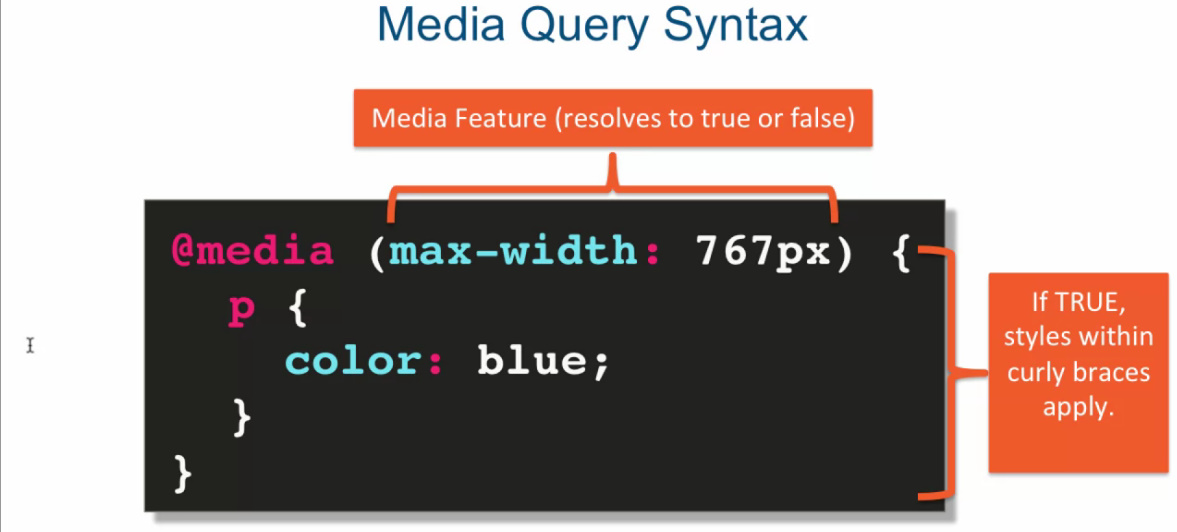 Media Query Syntax
Media Feature (resolves to true or false)
@media (max-width: 767px) {
p {
color: blue;
}
}
If TRUE,
styles within
curly braces
apply.